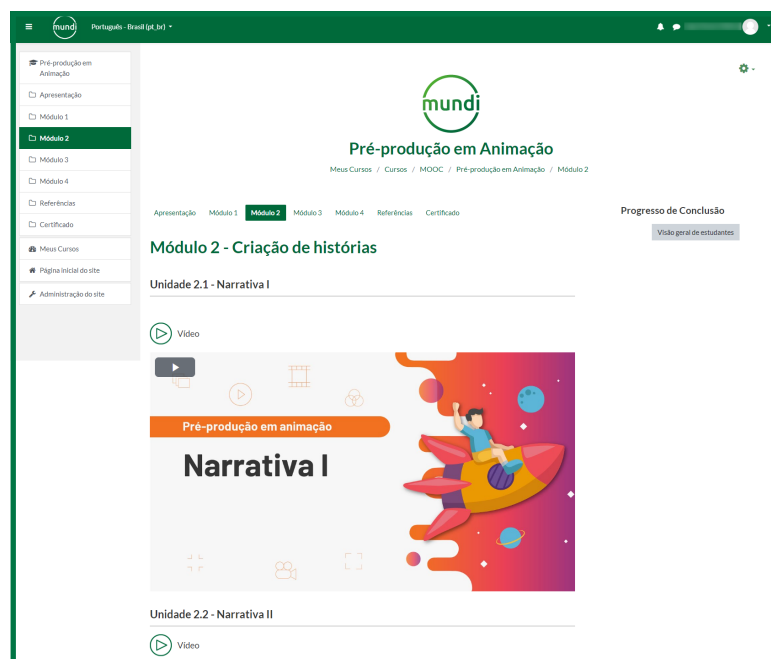 mundi
Português - Brasil (pt_br)
Pré-produção em
Animação
Apresentação
Módulo 1
Módulo 2
Módulo 3
Módulo 4
Referências
Certificado
Meus Cursos
Página inicial do site
Administração do site
mundi
Pré-produção em Animação
Meus Cursos / Cursos / MOOC / Pré-produção em Animação / Módulo 2
Apresentação Módulo 1 Módulo 2 Módulo 3 Módulo 4 Referências Certificado
Progresso de Conclusão
Visão geral de estudantes
Módulo 2 - Criação de histórias
Unidade 2.1 - Narrativa I
Vídeo
Pré-produção em animação
Narrativa I
Unidade 2.2 - Narrativa II
Vídeo